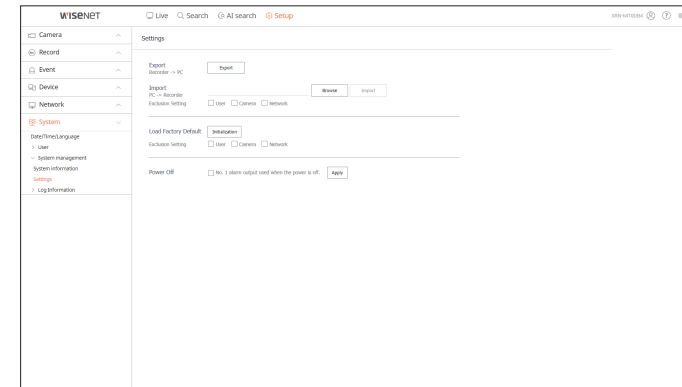 WISENET
Live Search AI search Setup
Camera
Record
Event
Device
Network
System
Date/Time/Language
> User
System management
System information
Settings
> Log Information
Settings
Export
Recorder -> PC
Export
Import
PC -> Recorder
Browse Import
Exclusion Setting User Camera Network
Load Factory Default Initialization
Exclusion Setting User Camera Network
Power Off No. 1 alarm output used when the power is off. Apply